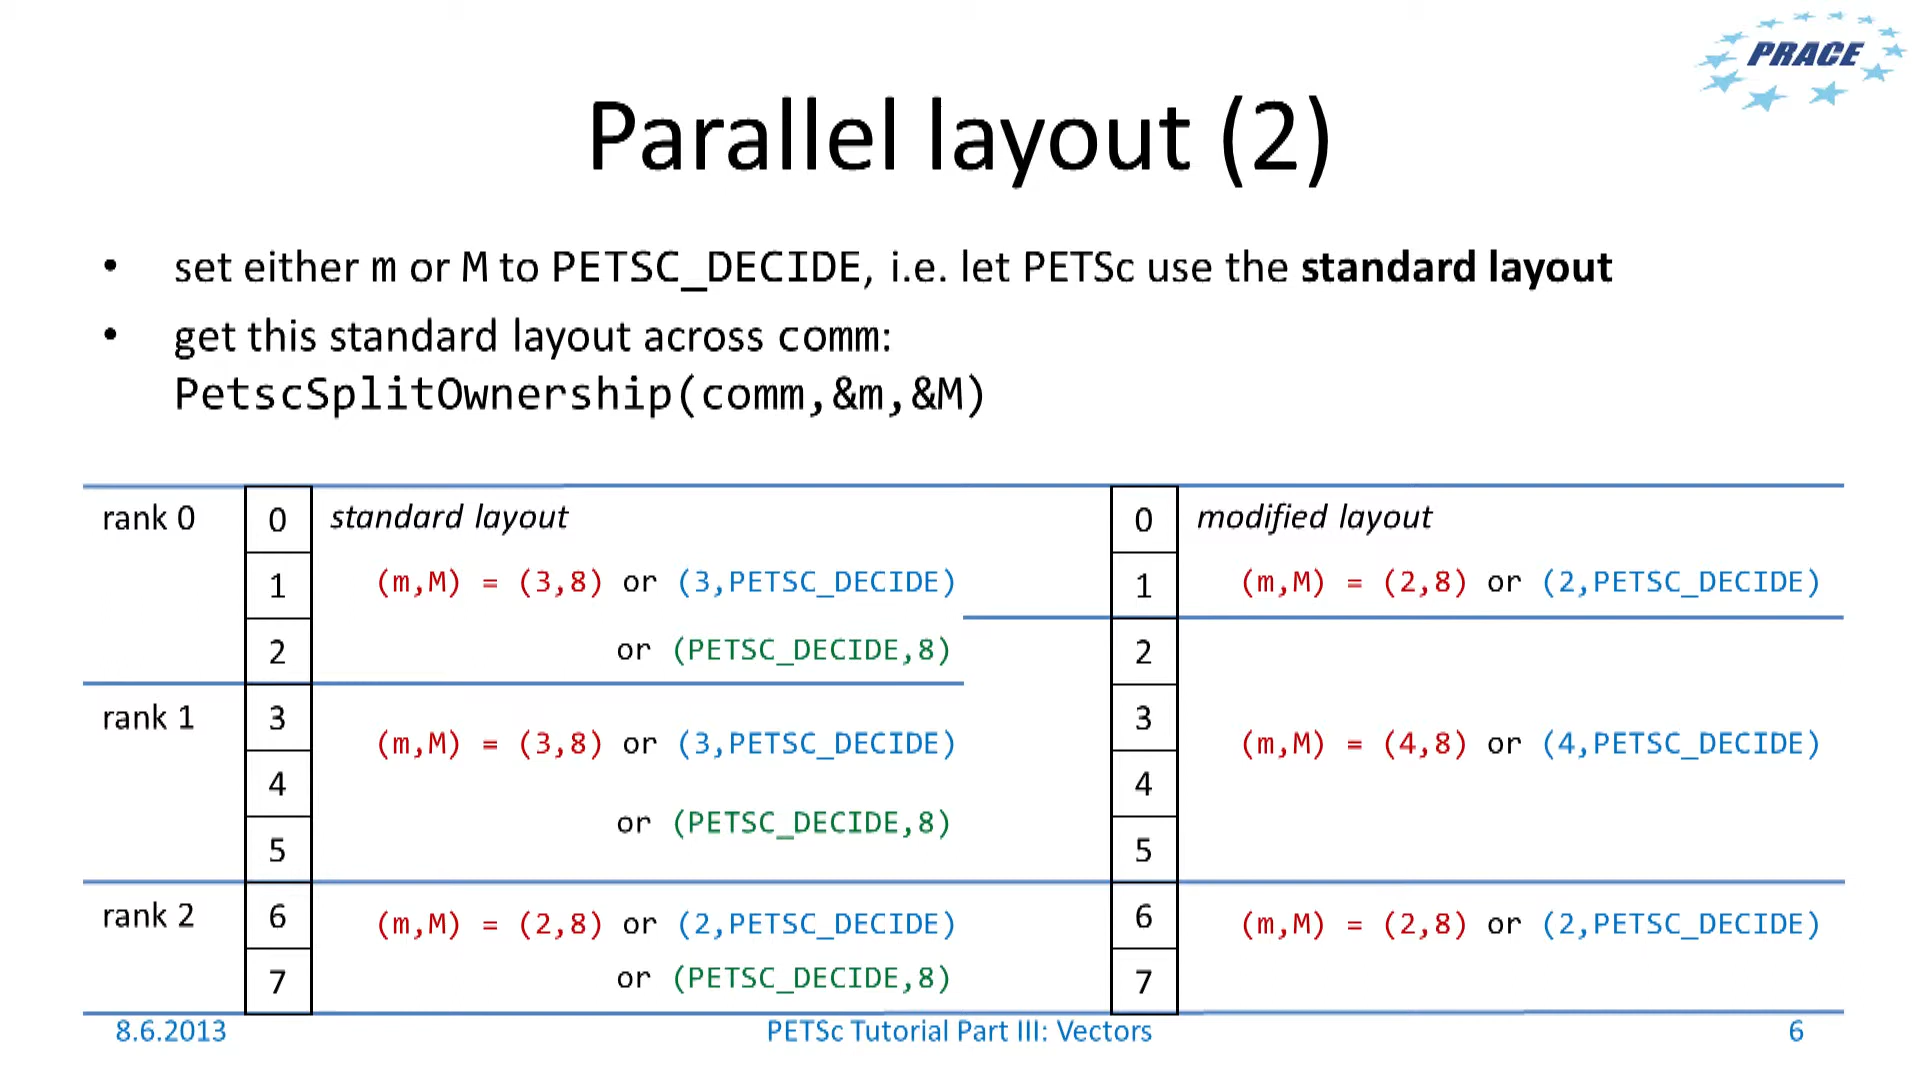 PRACE
Parallel layout (2)
• set either m or M to PETSC_DECIDE, i.e. let PETSc use the standard layout
• get this standard layout across comm:
PetscSplitOwnership(comm,&m,&M)
rank 0 0 standard layout 0 modified layout
1 (m,M) = (3,8) or (3,PETSC_DECIDE) 1 (m,M) = (2,8) or (2,PETSC_DECIDE)
2 or (PETSC_DECIDE,8) 2
rank 1 3 (m,M) = (3,8) or (3,PETSC_DECIDE) 3 (m,M) = (4,8) or (4,PETSC_DECIDE)
4 4
5 or (PETSC_DECIDE,8) 5
rank 2 6 (m,M) = (2,8) or (2,PETSC_DECIDE) 6 (m,M) = (2,8) or (2,PETSC_DECIDE)
7 or (PETSC_DECIDE,8) 7
8.6.2013 PETSc Tutorial Part III: Vectors 6